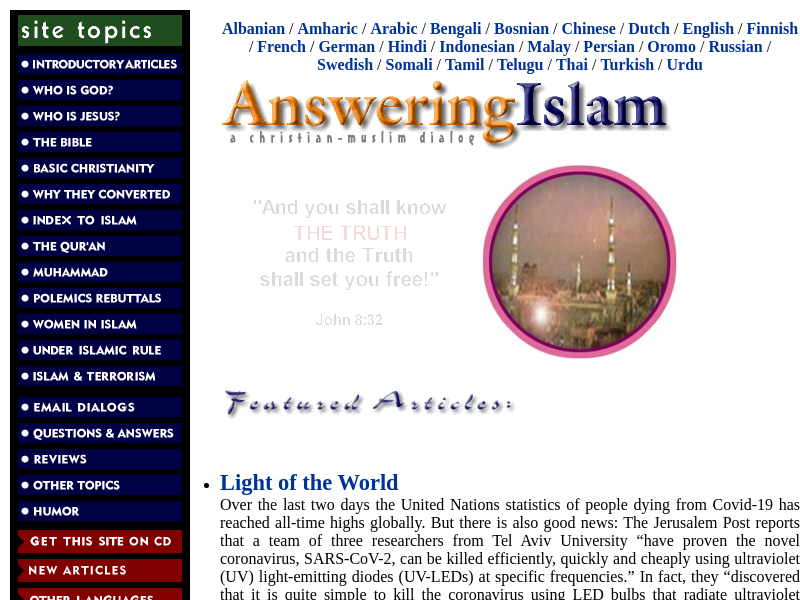 site topics
INTRODUCTORY ARTICLES
WHO IS GOD?
WHO IS JESUS?
THE BIBLE
BASIC CHRISTIANITY
WHY THEY CONVERTED
INDEX TO ISLAM
THE QUR'AN
MUHAMMAD
POLEMICS REBUTTALS
WOMEN IN ISLAM
UNDER ISLAMIC RULE
ISLAM & TERRORISM
EMAIL DIALOGS
QUESTIONS & ANSWERS
REVIEWS
OTHER TOPICS
HUMOR
GET THIS SITE ON CD
NEW ARTICLES
OTHER LANGUAGES
Albanian / Amharic / Arabic / Bengali / Bosnian / Chinese / Dutch / English / Finnish
/ French / German / Hindi / Indonesian / Malay / Persian / Oromo / Russian /
Swedish / Somali / Tamil / Telugu / Thai / Turkish / Urdu
AnsweringIslam
a christian-muslim dialog
"And you shall know
THE TRUTH
and the Truth
shall set you free!"
John 8:32
Featured Articles:
Light of the World
Over the last two days the United Nations statistics of people dying from Covid-19 has
reached all-time highs globally. But there is also good news: The Jerusalem Post reports
that a team of three researchers from Tel Aviv University “have proven the novel
coronavirus, SARS-CoV-2, can be killed efficiently, quickly and cheaply using ultraviolet
(UV) light-emitting diodes (UV-LEDs) at specific frequencies.” In fact, they “discovered
that it is quite simple to kill the coronavirus using LED bulbs that radiate ultraviolet